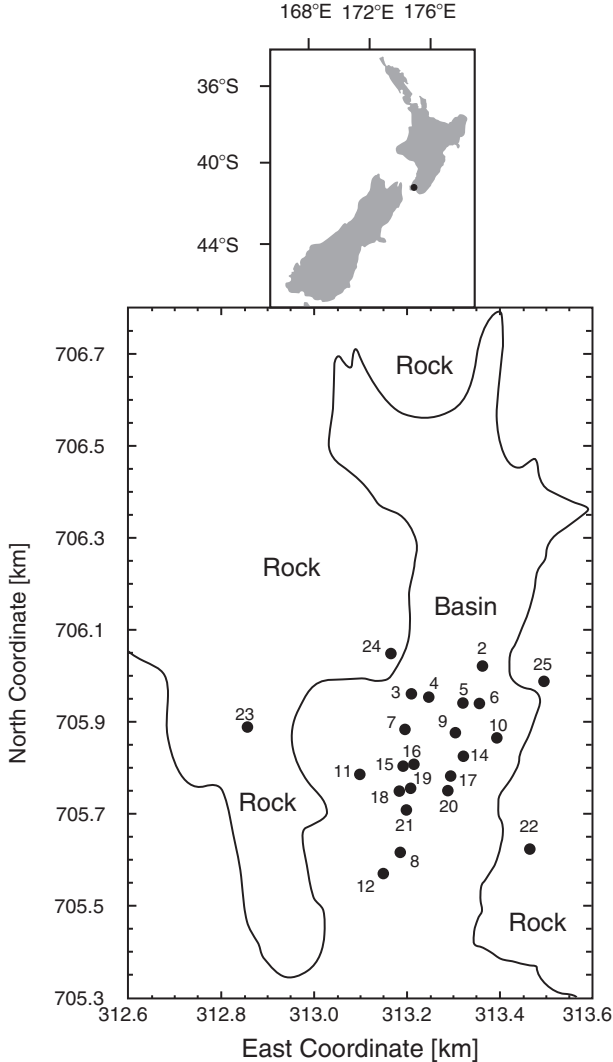 168°E 172°E 176°E
36°S
40°S
44°S
706.7
Rock
706.5
706.3
Rock
Basin
706.1
24
2
25
3
4
5
6
705.9
23
7
9
10
16
14
11
15
19
17
18
20
Rock
705.7
21
22
8
12
705.5
Rock
705.3
312.6 312.8 313.0 313.2 313.4 313.6
East Coordinate [km]
North Coordinate [km]